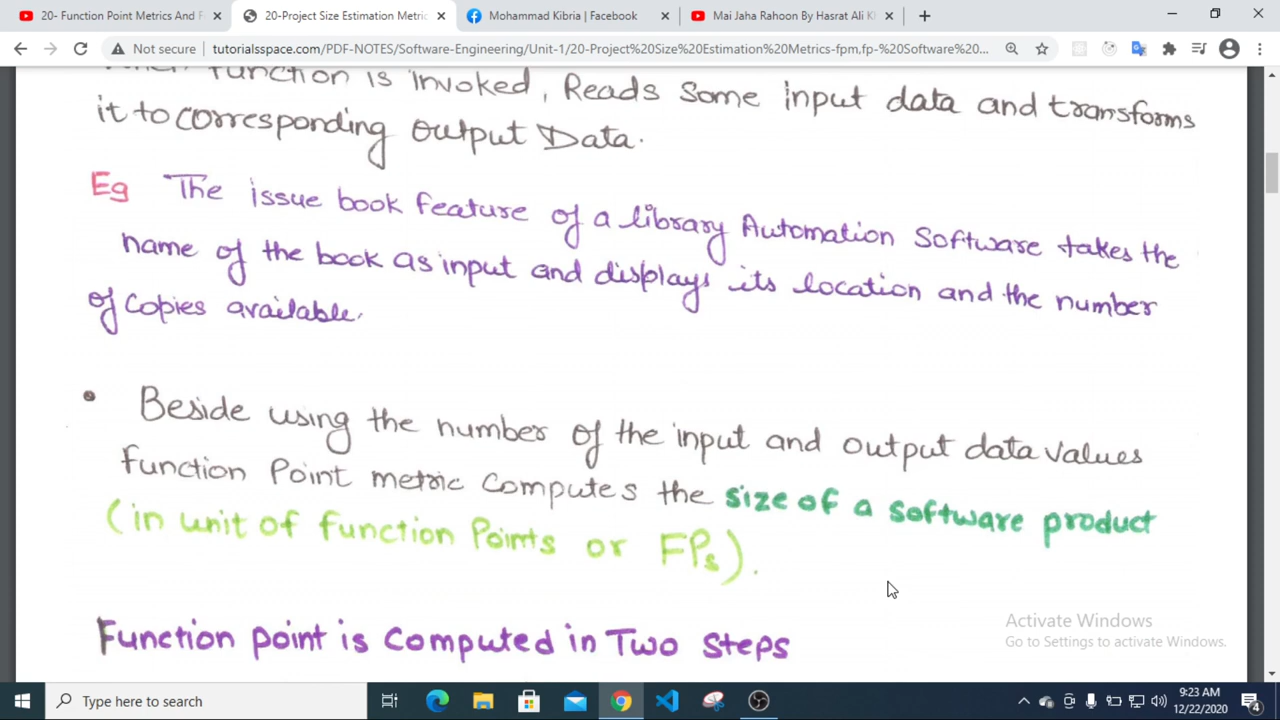 20- Function Point Metrics And F
20-Project Size Estimation Metric
Mohammad Kibria | Facebook
Mai Jaha Rahoon By Hasrat Ali K
Not secure
tutorialsspace.com/PDF-NOTES/Software-Engineering/Unit-1/20-Project%20Size%20Estimation%20Metrics-fpm,fp-%20Software%20...
function is invoked, Reads some input data and transforms
it to corresponding output Data.
Eg The issue book feature of a library Automation Software takes the
name of the book as input and displays its location and the number
of copies available.
• Beside using the number of the input and output data values
function Point metric computes the size of a software product
(in unit of function Points or FPs).
Function point is computed in Two steps
Activate Windows
Go to Settings to activate Windows.
Type here to search
9:23 AM
12/22/2020
4